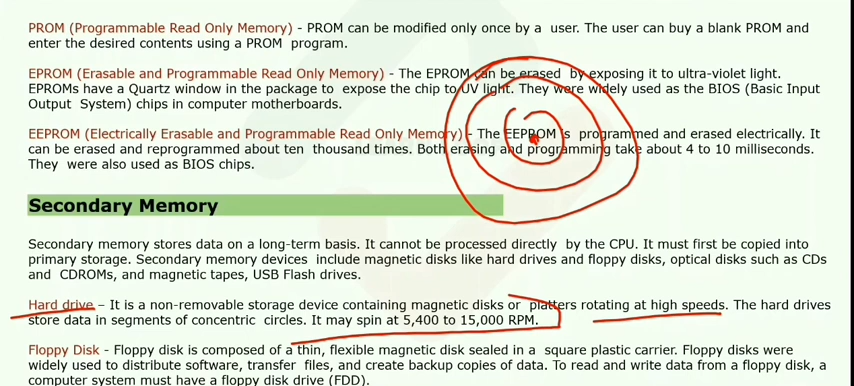 PROM (Programmable Read Only Memory) - PROM can be modified only once by a user. The user can buy a blank PROM and
enter the desired contents using a PROM program.
EPROM (Erasable and Programmable Read Only Memory) - The EPROM can be erased by exposing it to ultra-violet light.
EPROMs have a Quartz window in the package to expose the chip to UV light. They were widely used as the BIOS (Basic Input
Output System) chips in computer motherboards.
EEPROM (Electrically Erasable and Programmable Read Only Memory) - The EEPROM is programmed and erased electrically. It
can be erased and reprogrammed about ten thousand times. Both erasing and programming take about 4 to 10 milliseconds.
They were also used as BIOS chips.
Secondary Memory
Secondary memory stores data on a long-term basis. It cannot be processed directly by the CPU. It must first be copied into
primary storage. Secondary memory devices include magnetic disks like hard drives and floppy disks, optical disks such as CDs
and CDROMs, and magnetic tapes, USB Flash drives.
Hard drive – It is a non-removable storage device containing magnetic disks or platters rotating at high speeds. The hard drives
store data in segments of concentric circles. It may spin at 5,400 to 15,000 RPM.
Floppy Disk - Floppy disk is composed of a thin, flexible magnetic disk sealed in a square plastic carrier. Floppy disks were
widely used to distribute software, transfer files, and create backup copies of data. To read and write data from a floppy disk, a
computer system must have a floppy disk drive (FDD).